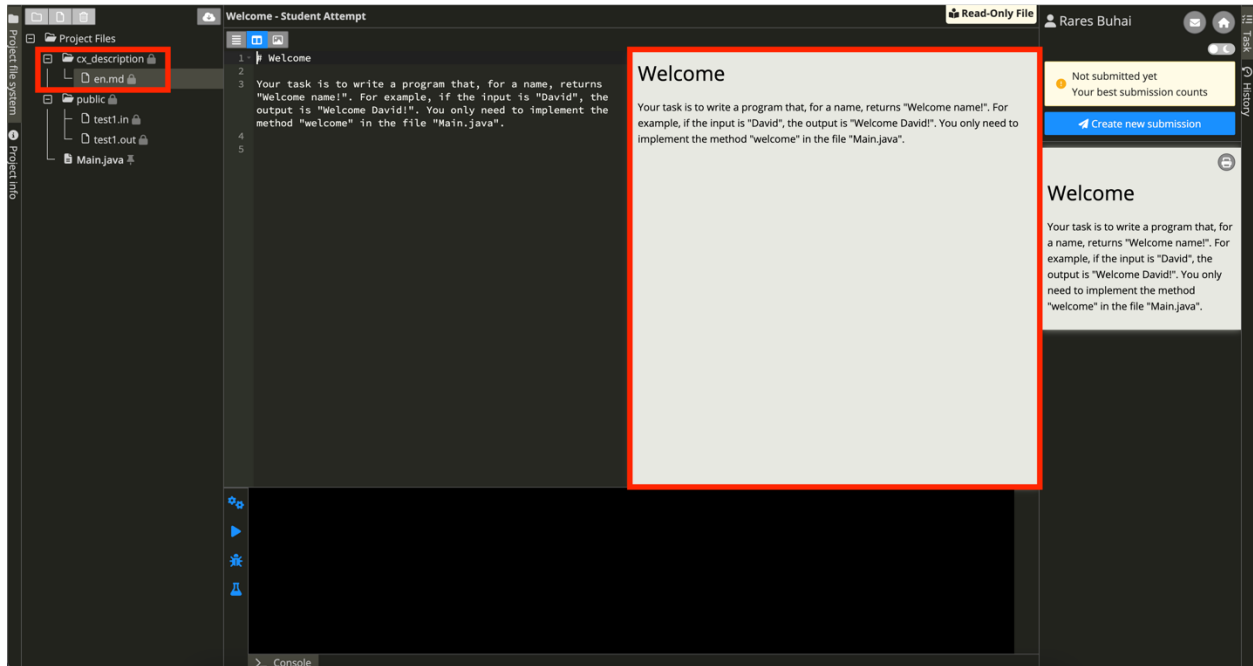 Welcome - Student Attempt
Read-Only File
Rares Buhai
Project file system
Project info
Project Files
cx_description
en.md
public
test1.in
test1.out
Main.java
1 # Welcome
2
3 Your task is to write a program that, for a name, returns
"Welcome name!". For example, if the input is "David", the
output is "Welcome David!". You only need to implement the
method "welcome" in the file "Main.java".
4
5
Welcome
Your task is to write a program that, for a name, returns "Welcome name!". For
example, if the input is "David", the output is "Welcome David!". You only need to
implement the method "welcome" in the file "Main.java".
Not submitted yet
Your best submission counts
Create new submission
Welcome
Your task is to write a program that, for
a name, returns "Welcome name!". For
example, if the input is "David", the
output is "Welcome David!". You only
need to implement the method
"welcome" in the file "Main.java".
Task
History
Console